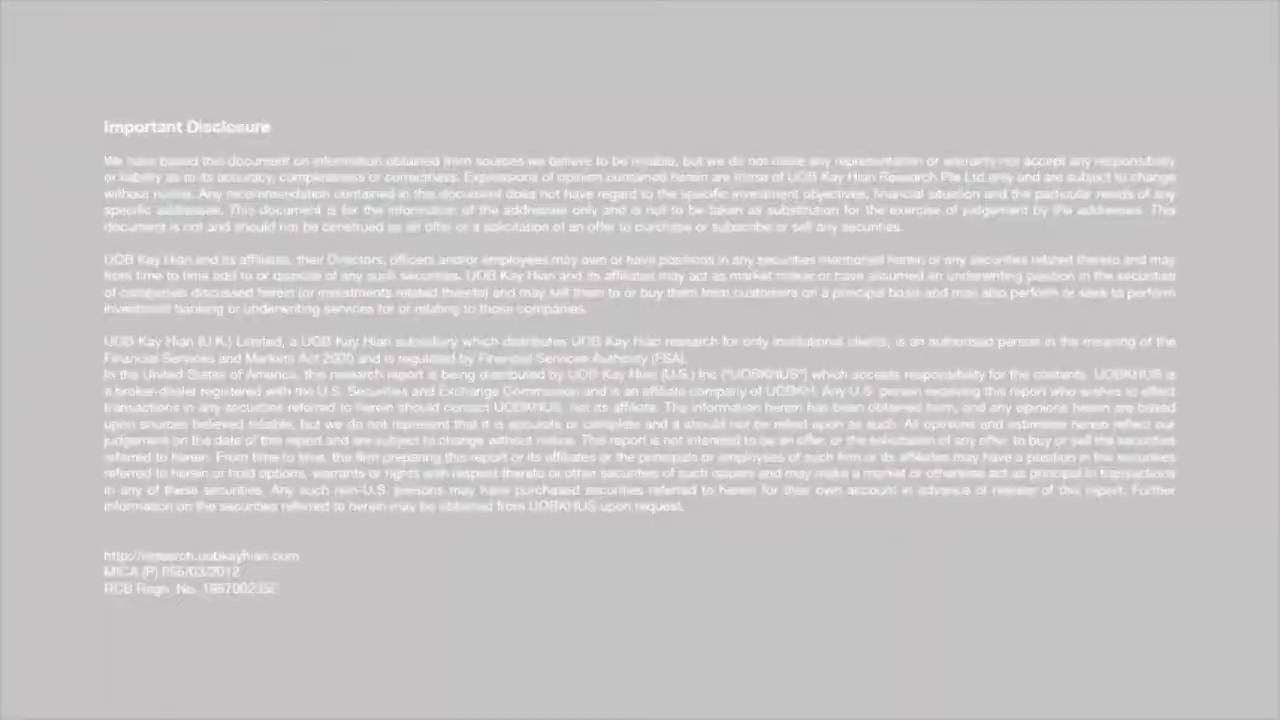 Important Disclosure
We have based this document on information obtained from sources we believe to be reliable, but we do not make any representation or warranty nor accept any responsibility
or liability as to its accuracy, completeness or correctness. Expressions of opinion contained herein are those of UOB Kay Hian Research Pte Ltd only and are subject to change
without notice. Any recommendation contained in this document does not have regard to the specific investment objectives, financial situation and the particular needs of any
specific addressee. This document is for the information of the addressee only and is not to be taken as substitution for the exercise of judgement by the addressee. This
document is not and should not be construed as an offer or a solicitation of an offer to purchase or subscribe or sell any securities.
UOB Kay Hian and its affiliates, their Directors, officers and/or employees may own or have positions in any securities mentioned herein or any securities related thereto and may
from time to time add to or dispose of any such securities. UOB Kay Hian and its affiliates may act as market maker or have assumed an underwriting position in the securities
of companies discussed herein (or investments related thereto) and may sell them to or buy them from customers on a principal basis and may also perform or seek to perform
investment banking or underwriting services for or relating to those companies.
UOB Kay Hian (U.K.) Limited, a UOB Kay Hian subsidiary which distributes UOB Kay Hian research for only institutional clients, is an authorised person in the meaning of the
Financial Services and Markets Act 2000 and is regulated by Financial Services Authority (FSA).
In the United States of America, this research report is being distributed by UOB Kay Hian (U.S.) Inc ("UOBKHUS") which accepts responsibility for the contents. UOBKHUS is
a broker-dealer registered with the U.S. Securities and Exchange Commission and is an affiliate company of UOBKH. Any U.S. person receiving this report who wishes to effect
transactions in any securities referred to herein should contact UOBKHUS, not its affiliate. The information herein has been obtained from, and any opinions herein are based
upon sources believed reliable, but we do not represent that it is accurate or complete and it should not be relied upon as such. All opinions and estimates herein reflect our
judgement on the date of this report and are subject to change without notice. This report is not intended to be an offer, or the solicitation of any offer, to buy or sell the securities
referred to herein. From time to time, the firm preparing this report or its affiliates or the principals or employees of such firm or its affiliates may have a position in the securities
referred to herein or hold options, warrants or rights with respect thereto or other securities of such issuers and may make a market or otherwise act as principal in transactions
in any of these securities. Any such non-U.S. persons may have purchased securities referred to herein for their own account in advance of release of this report. Further
information on the securities referred to herein may be obtained from UOBKHUS upon request.
http://research.uobkayhian.com
MICA (P)
RCB Regn. No.